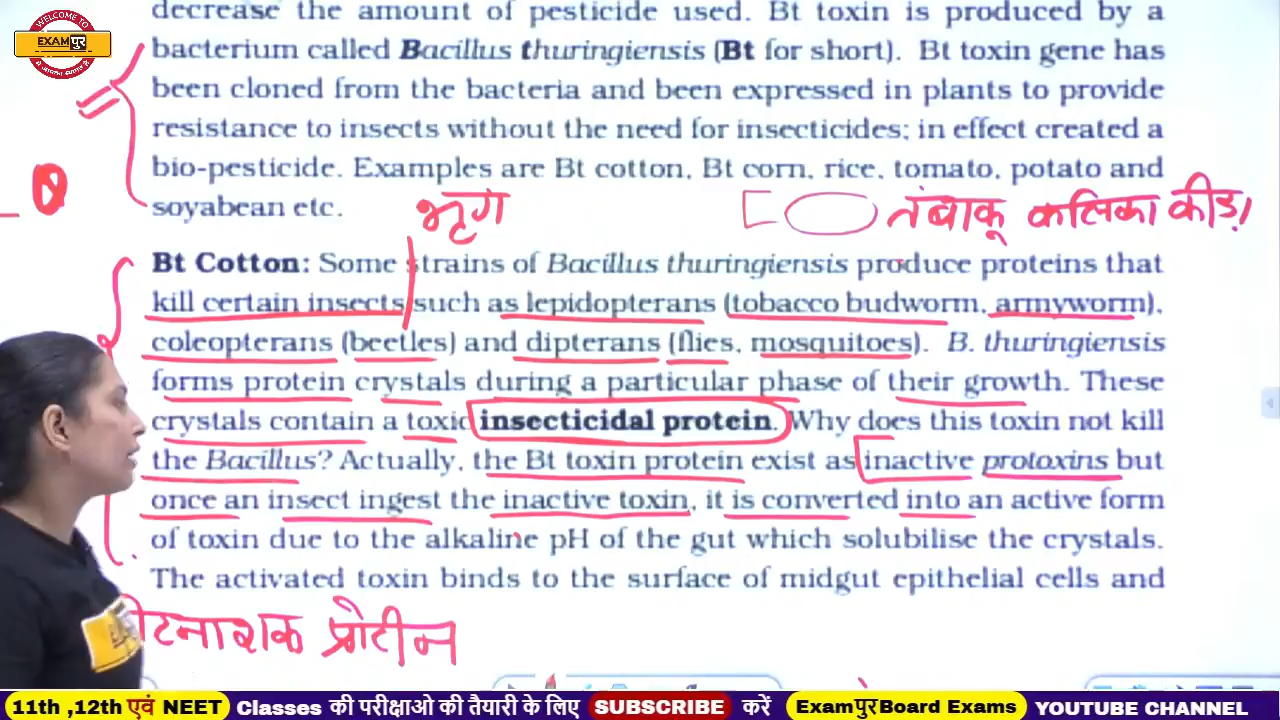 WELCOME TO
EXAMपुर
decrease the amount of pesticide used. Bt toxin is produced by a
bacterium called Bacillus thuringiensis (Bt for short). Bt toxin gene has
been cloned from the bacteria and been expressed in plants to provide
resistance to insects without the need for insecticides; in effect created a
bio-pesticide. Examples are Bt cotton, Bt corn, rice, tomato, potato and
soyabean etc.
भृग तंबाकू कलिका कीड़ा
Bt Cotton: Some strains of Bacillus thuringiensis produce proteins that
kill certain insects such as lepidopterans (tobacco budworm, armyworm),
coleopterans (beetles) and dipterans (flies, mosquitoes). B. thuringiensis
forms protein crystals during a particular phase of their growth. These
crystals contain a toxic insecticidal protein. Why does this toxin not kill
the Bacillus? Actually, the Bt toxin protein exist as inactive protoxins but
once an insect ingest the inactive toxin, it is converted into an active form
of toxin due to the alkaline pH of the gut which solubilise the crystals.
The activated toxin binds to the surface of midgut epithelial cells and
टनाशक प्रोटीन
11th ,12th एवं NEET Classes की परीक्षाओ की तैयारी के लिए SUBSCRIBE करें Examपुर Board Exams YOUTUBE CHANNEL